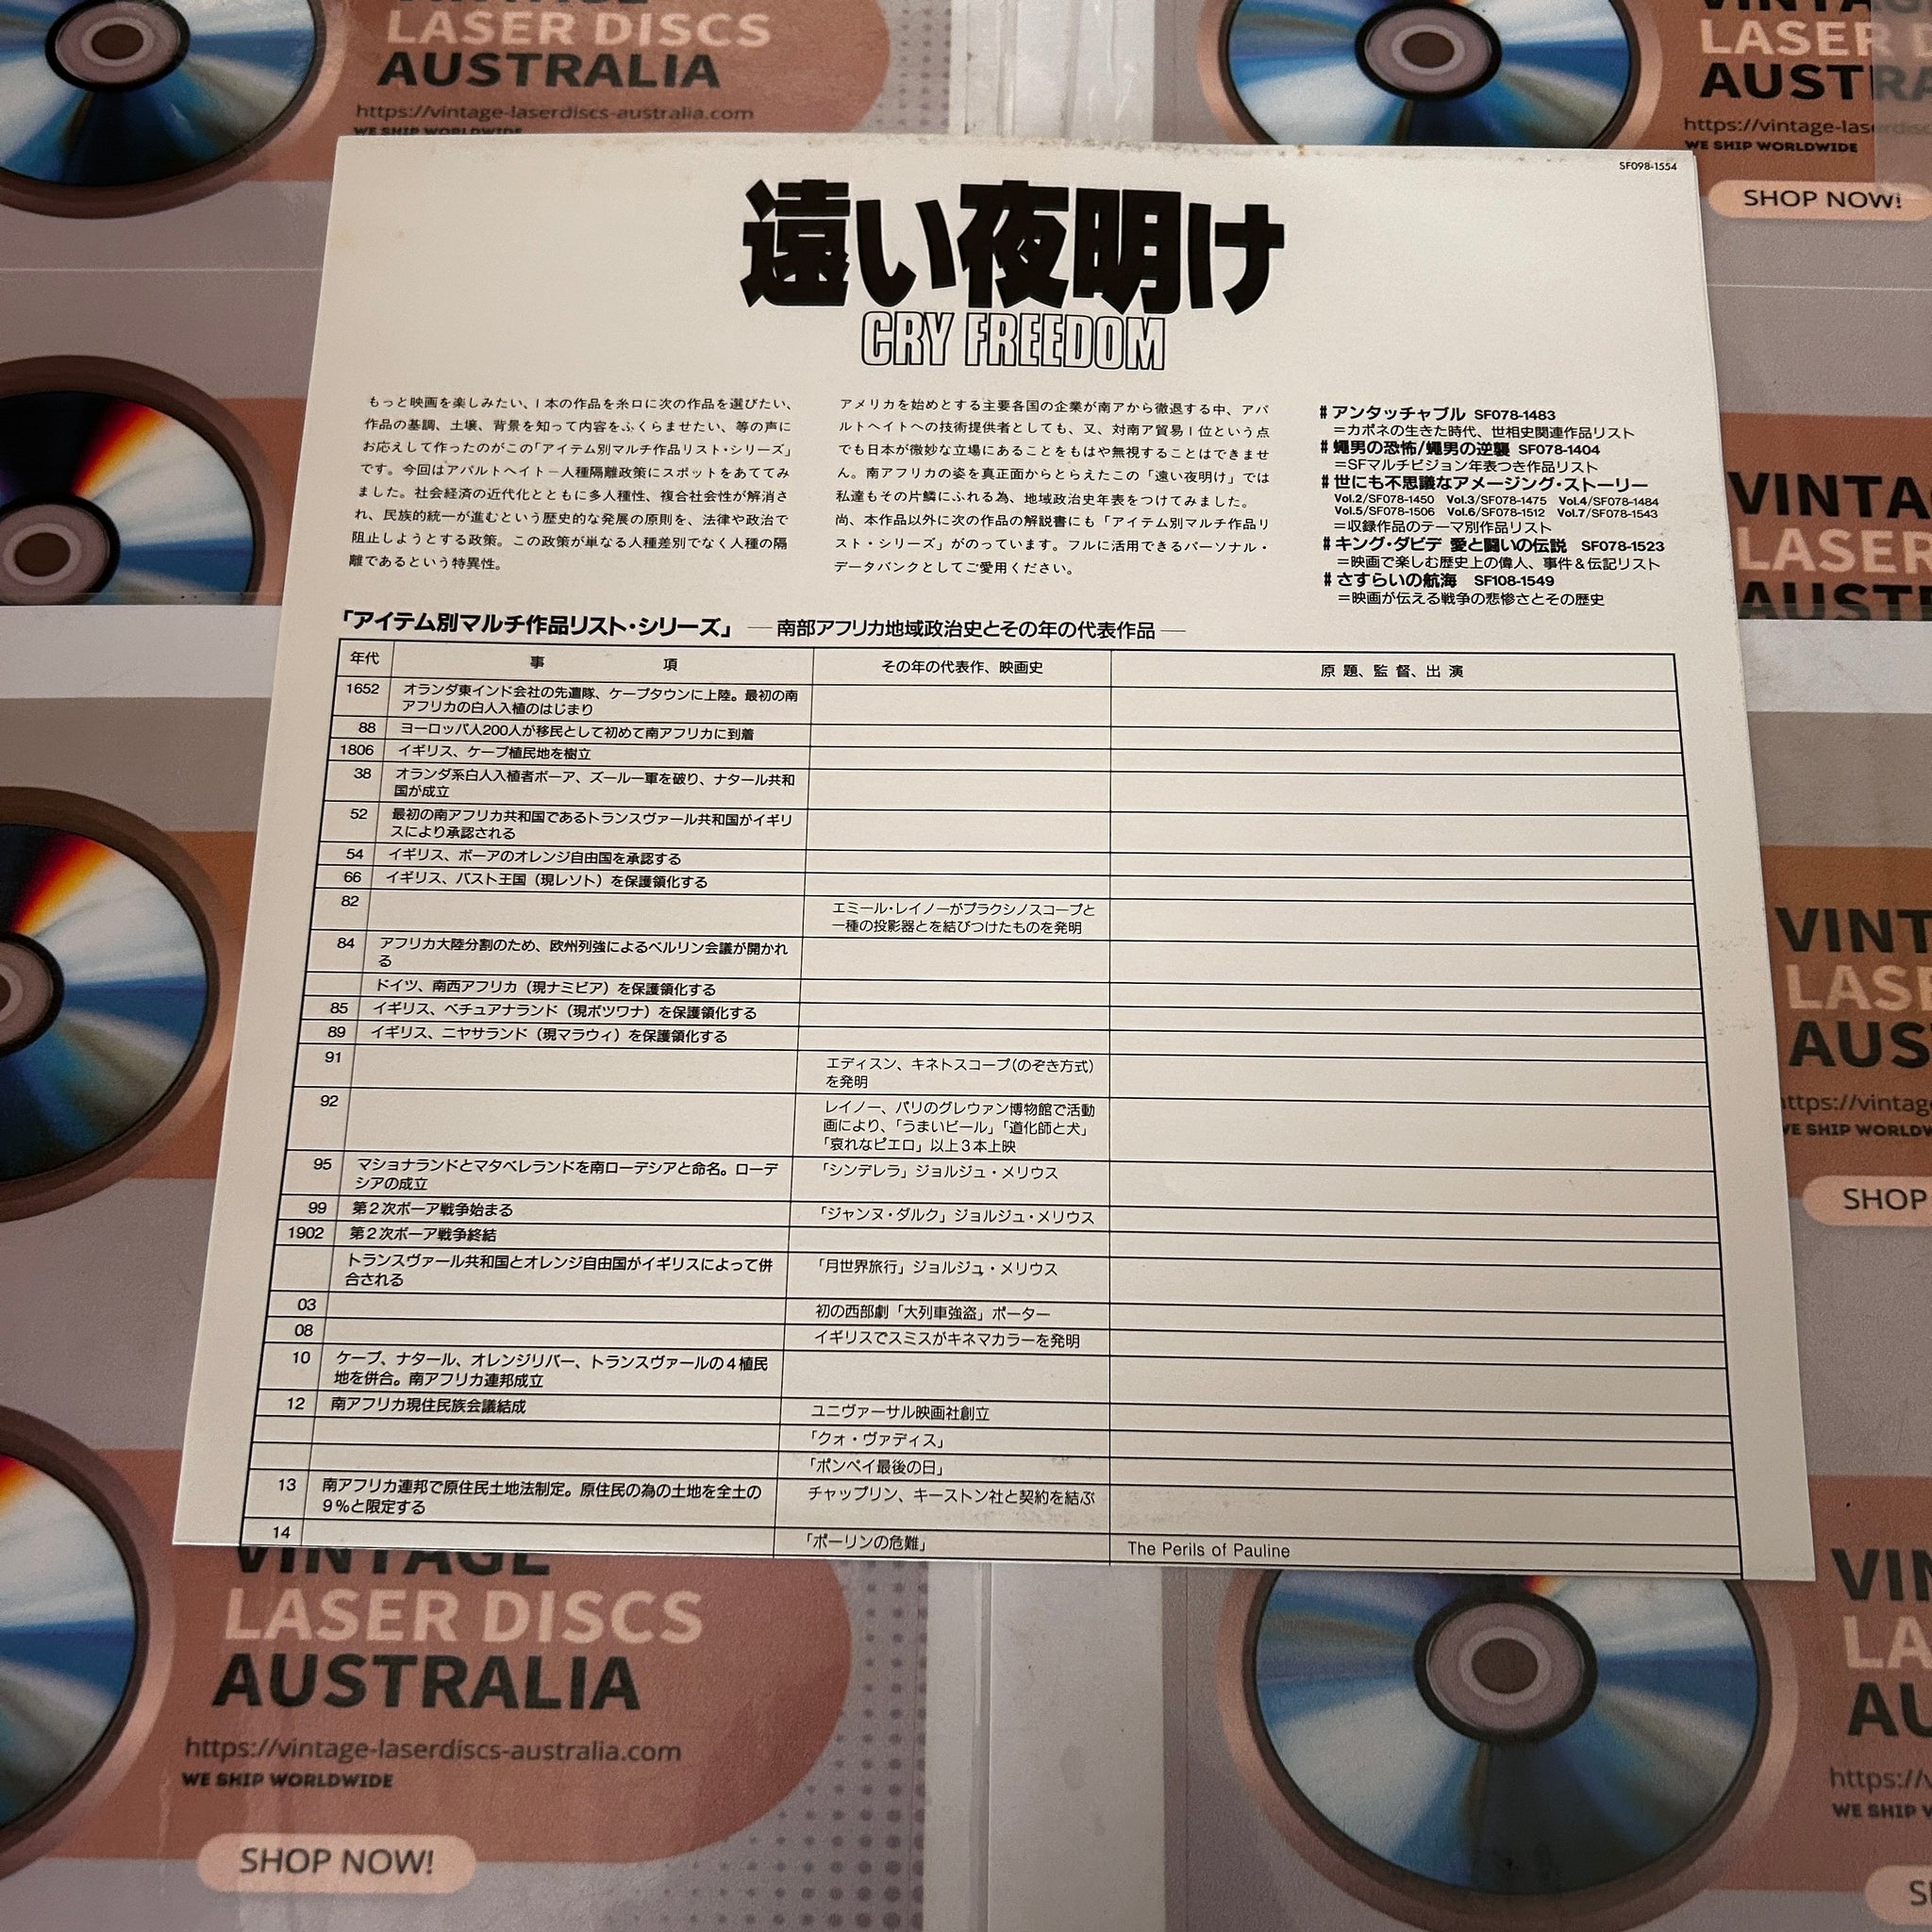 VINTAGE
LASER DISCS
AUSTRALIA
https://vintage-laserdiscs-australia.com
WE SHIP WORLDWIDE
LASER D
AUSTRA
https://vintage-laserdisc
WE SHIP WORLDWIDE
SHOP NOW!
SF098-1554
遠い夜明け
CRY FREEDOM
もっと映画を楽しみたい、1本の作品を糸口に次の作品を選びたい、
作品の基調、土壌、背景を知って内容をふくらませたい、等の声に
お応えして作ったのがこの「アイテム別マルチ作品リスト・シリーズ」
です。今回はアパルトヘイト－人種隔離政策にスポットをあててみ
ました。社会経済の近代化とともに多人種性、複合社会性が解消さ
れ、民族的統一が進むという歴史的な発展の原則を、法律や政治で
阻止しようとする政策。この政策が単なる人種差別でなく人種の隔
離であるという特異性。
アメリカを始めとする主要各国の企業が南アから徹退する中、アパ
ルトヘイトへの技術提供者としても、又、対南ア貿易1位という点
でも日本が微妙な立場にあることをもはや無視することはできませ
ん。南アフリカの姿を真正面からとらえたこの「遠い夜明け」では
私達もその片鱗にふれる為、地域政治史年表をつけてみました。
尚、本作品以外に次の作品の解説書にも「アイテム別マルチ作品リ
スト・シリーズ」がのっています。フルに活用できるパーソナル・
データバンクとしてご愛用ください。
#アンタッチャブル SF078-1483
=カポネの生きた時代、世相史関連作品リスト
#蠅男の恐怖/蠅男の逆襲 SF078-1404
=SFマルチビジョン年表つき作品リスト
#世にも不思議なアメージング・ストーリー
Vol.2/SF078-1450 Vol.3/SF078-1475 Vol.4/SF078-1484
Vol.5/SF078-1506 Vol.6/SF078-1512 Vol.7/SF078-1543
=収録作品のテーマ別作品リスト
#キング・ダビデ 愛と闘いの伝説 SF078-1523
=映画で楽しむ歴史上の偉人、事件&伝記リスト
#さすらいの航海 SF108-1549
=映画が伝える戦争の悲惨さとその歴史
「アイテム別マルチ作品リスト・シリーズ」 ―南部アフリカ地域政治史とその年の代表作品―
年代 事項 その年の代表作、映画史 原題、監督、出演
1652 オランダ東インド会社の先遣隊、ケープタウンに上陸。最初の南
アフリカの白人入植のはじまり
88 ヨーロッパ人200人が移民として初めて南アフリカに到着
1806 イギリス、ケープ植民地を樹立
38 オランダ系白人入植者ボーア、ズールー軍を破り、ナタール共和
国が成立
52 最初の南アフリカ共和国であるトランスヴァール共和国がイギリ
スにより承認される
54 イギリス、ボーアのオレンジ自由国を承認する
66 イギリス、バスト王国（現レソト）を保護領化する
82 エミール・レイノーがプラクシノスコープと
一種の投影器とを結びつけたものを発明
84 アフリカ大陸分割のため、欧州列強によるベルリン会議が開かれ
る
ドイツ、南西アフリカ（現ナミビア）を保護領化する
85 イギリス、ベチュアナランド（現ボツワナ）を保護領化する
89 イギリス、ニヤサランド（現マラウィ）を保護領化する
91 エディスン、キネトスコープ(のぞき方式)
を発明
92 レイノー、パリのグレヴァン博物館で活動
画により、「うまいビール」「道化師と犬」
「哀れなピエロ」以上3本上映
95 マショナランドとマタベレランドを南ローデシアと命名。ローデ
シアの成立
「シンデレラ」ジョルジュ・メリウス
99 第2次ボーア戦争始まる 「ジャンヌ・ダルク」ジョルジュ・メリウス
1902 第2次ボーア戦争終結
トランスヴァール共和国とオレンジ自由国がイギリスによって併
合される
「月世界旅行」ジョルジュ・メリウス
03 初の西部劇「大列車強盗」ポーター
08 イギリスでスミスがキネマカラーを発明
10 ケープ、ナタール、オレンジリバー、トランスヴァールの4植民
地を併合。南アフリカ連邦成立
12 南アフリカ現住民族会議結成 ユニヴァーサル映画社創立
「クォ・ヴァディス」
「ポンペイ最後の日」
13 南アフリカ連邦で原住民土地法制定。原住民の為の土地を全土の
9%と限定する
チャップリン、キーストン社と契約を結ぶ
14 「ポーリンの危難」 The Perils of Pauline
VINTA
LASER
AUST
VINT
LASE
AUS
ttps://vintag
WE SHIP WORLDW
SHOP
VINTAGE
LASER DISCS
AUSTRALIA
https://vintage-laserdiscs-australia.com
WE SHIP WORLDWIDE
SHOP NOW!
VIN
LA
AU
https://v
WE SHIP W